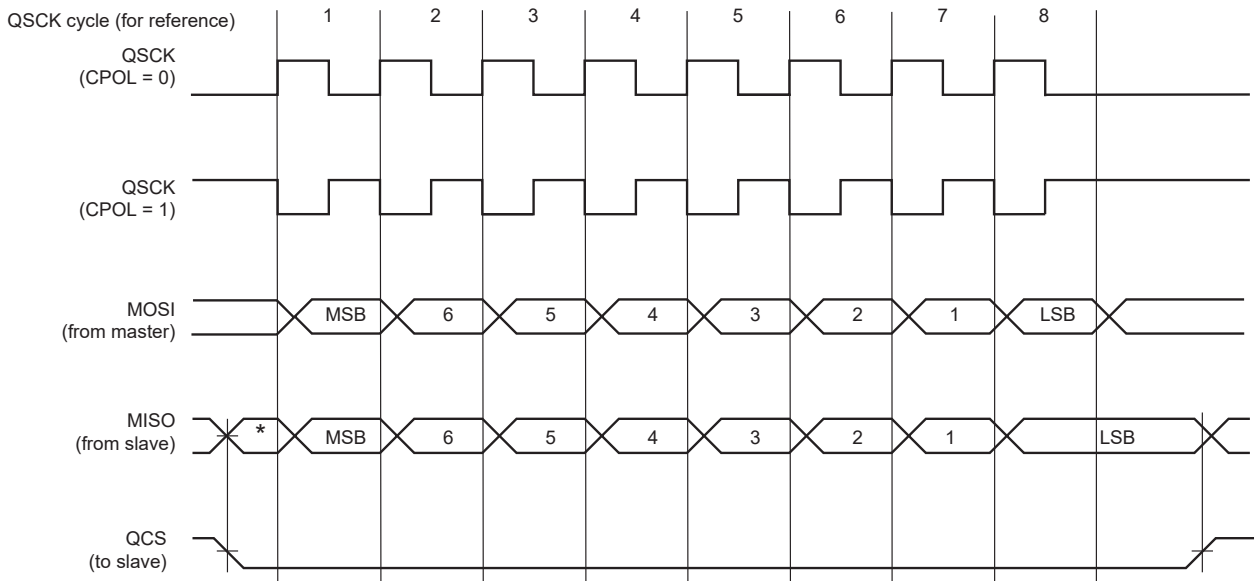 QSCK cycle (for reference) 1 2 3 4 5 6 7 8
QSCK
(CPOL = 0)
QSCK
(CPOL = 1)
MOSI
(from master)
MSB 6 5 4 3 2 1 LSB
MISO
(from slave)
* MSB 6 5 4 3 2 1 LSB
QCS
(to slave)